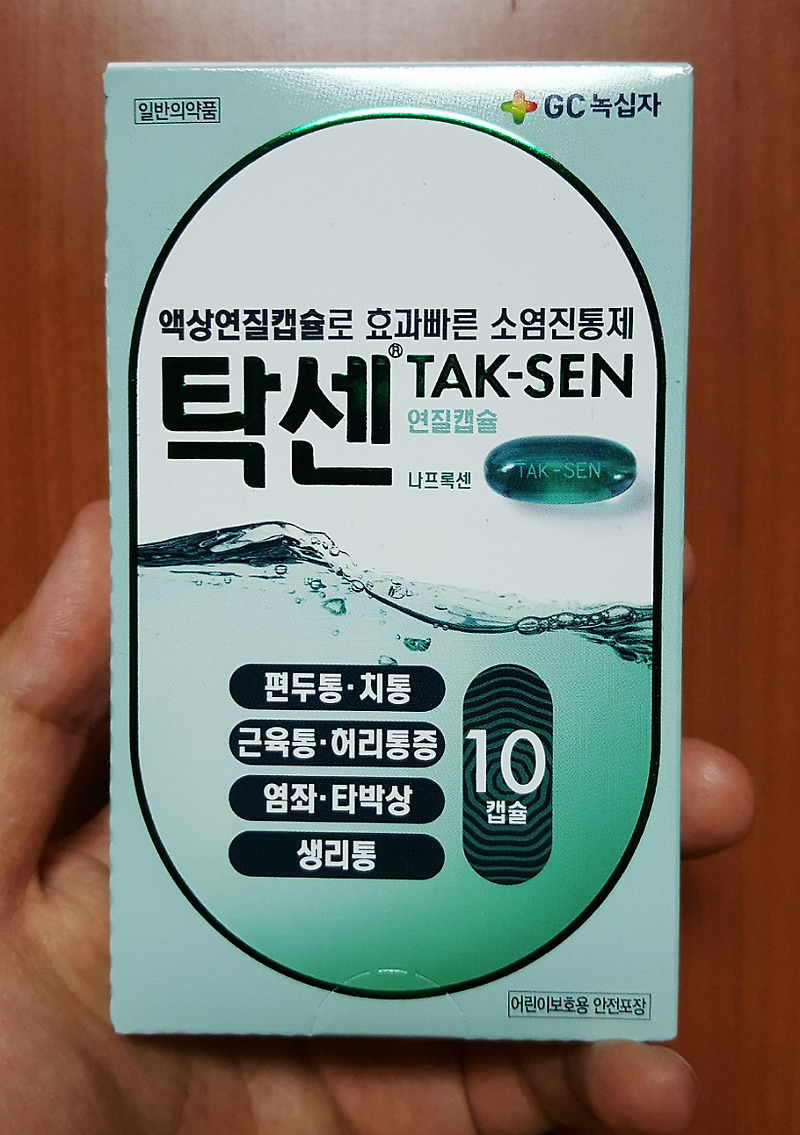 일반의약품
GC녹십자
액상연질캡슐로 효과빠른 소염진통제
탁센® TAK-SEN
연질캡슐
나프록센
TAK-SEN
편두통·치통
근육통·허리통증
염좌·타박상
생리통
10
캡슐
어린이보호용 안전포장